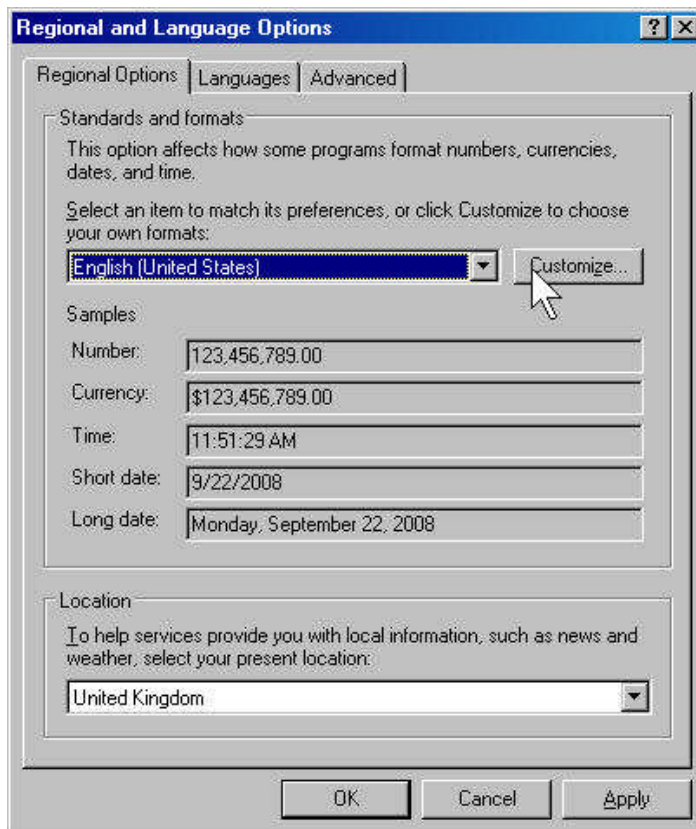 Regional and Language Options
Regional Options Languages Advanced
Standards and formats
This option affects how some programs format numbers, currencies,
dates, and time.
Select an item to match its preferences, or click Customize to choose
your own formats:
English (United States) Customize...
Samples
Number: 123,456,789.00
Currency: $123,456,789.00
Time: 11:51:29 AM
Short date: 9/22/2008
Long date: Monday, September 22, 2008
Location
To help services provide you with local information, such as news and
weather, select your present location:
United Kingdom
OK Cancel Apply